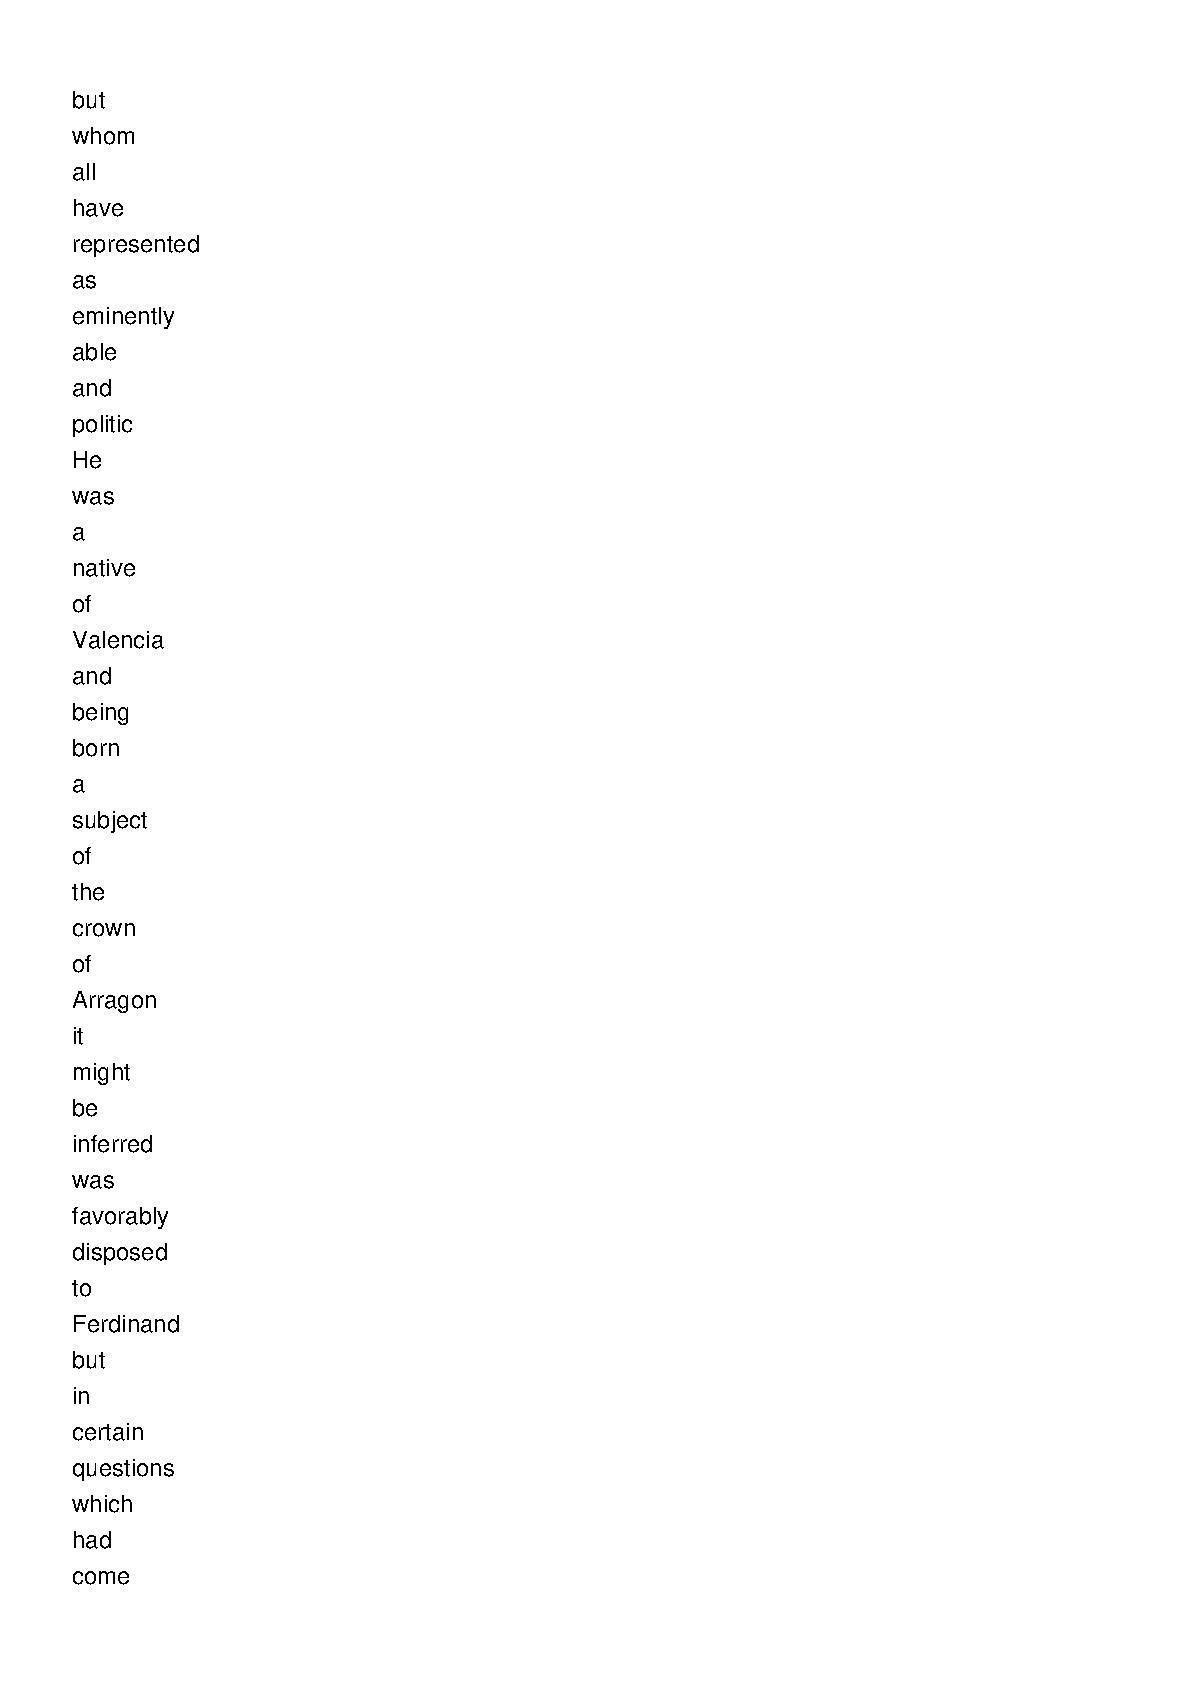 but
whom
all
have
represented
as
eminently
able
and
politic
He
was
a
native
of
Valencia
and
being
born
a
subject
of
the
crown
of
Arragon
it
might
be
inferred
was
favorably
disposed
to
Ferdinand
but
in
certain
questions
which
had
come